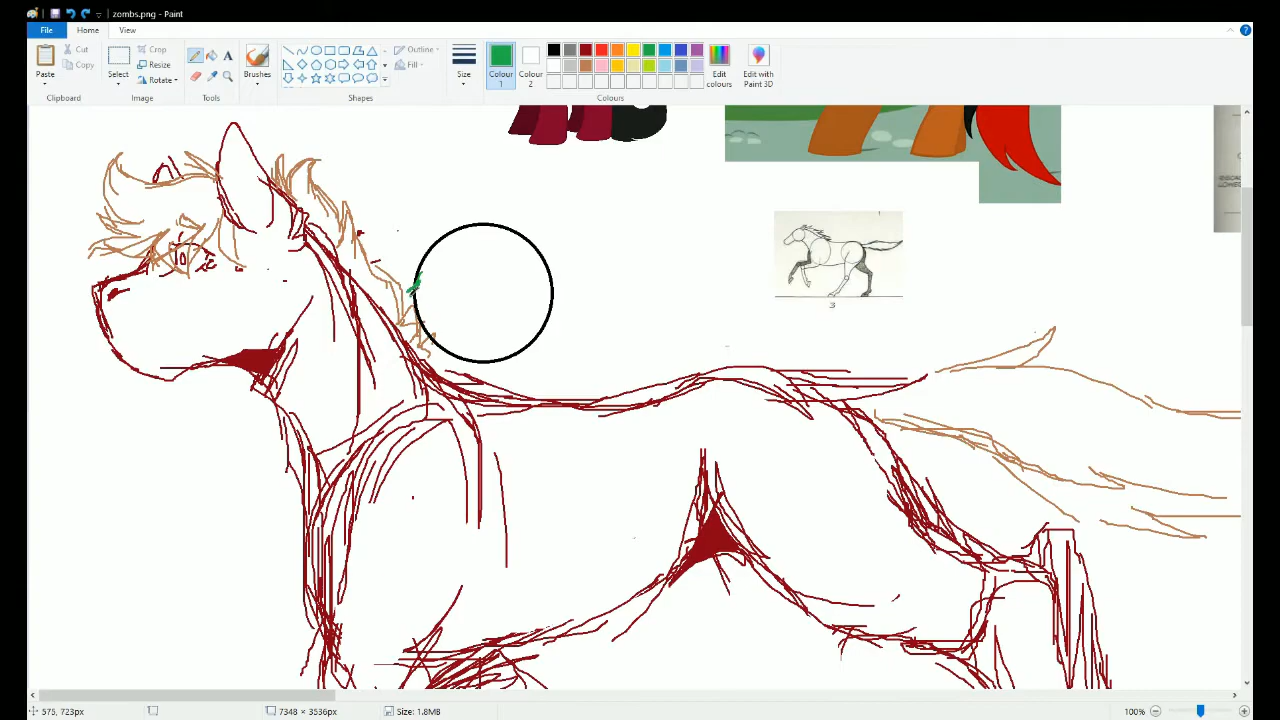 zombs.png - Paint
File Home View
Paste
Cut
Copy
Clipboard
Select
Crop
Resize
Rotate
Image
A
Tools
Brushes
Outline
Fill
Shapes
Size
Colour 1
Colour 2
Edit colours
Edit with Paint 3D
Colours
3
575, 723px
7348 × 3536px
Size: 1.8MB
100%